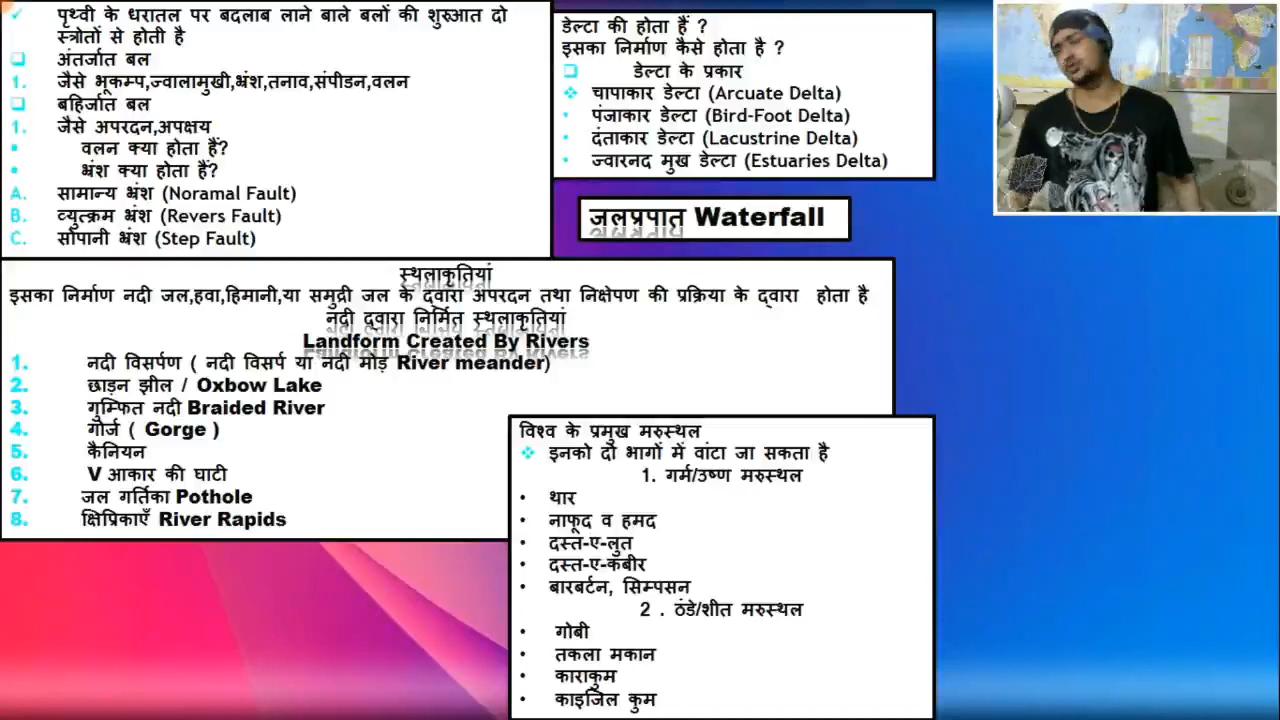 पृथ्वी के धरातल पर बदलाब लाने बाले बलों की शुरुआत दो
स्त्रोतों से होती है
अंतर्जात बल
1. जैसे भूकम्प,ज्वालामुखी,भ्रंश,तनाव,संपीडन,वलन
बहिर्जात बल
1. जैसे अपरदन,अपक्षय
वलन क्या होता हैं?
भ्रंश क्या होता हैं?
A. सामान्य भ्रंश (Noramal Fault)
B. व्युत्क्रम भ्रंश (Revers Fault)
C. सोपानी भ्रंश (Step Fault)
डेल्टा की होता हैं ?
इसका निर्माण कैसे होता है ?
डेल्टा के प्रकार
चापाकार डेल्टा (Arcuate Delta)
पंजाकार डेल्टा (Bird-Foot Delta)
दंताकार डेल्टा (Lacustrine Delta)
ज्वारनद मुख डेल्टा (Estuaries Delta)
जलप्रपात Waterfall
स्थलाकृतियां
इसका निर्माण नदी जल,हवा,हिमानी,या समुद्री जल के द्वारा अपरदन तथा निक्षेपण की प्रक्रिया के द्वारा होता है
नदी द्वारा निर्मित स्थलाकृतियां
Landform Created By Rivers
1. नदी विसर्पण ( नदी विसर्प या नदी मोड़ River meander)
2. छाड़न झील / Oxbow Lake
3. गुम्फित नदी Braided River
4. गोर्ज ( Gorge )
5. कैनियन
6. V आकार की घाटी
7. जल गर्तिका Pothole
8. क्षिप्रिकाएँ River Rapids
विश्व के प्रमुख मरुस्थल
इनको दो भागों में वांटा जा सकता है
1. गर्म/उष्ण मरुस्थल
थार
नाफूद व हमद
दस्त-ए-लुत
दस्त-ए-कबीर
बारबर्टन, सिम्पसन
2 . ठंडे/शीत मरुस्थल
गोबी
तकला मकान
काराकुम
काइजिल कुम